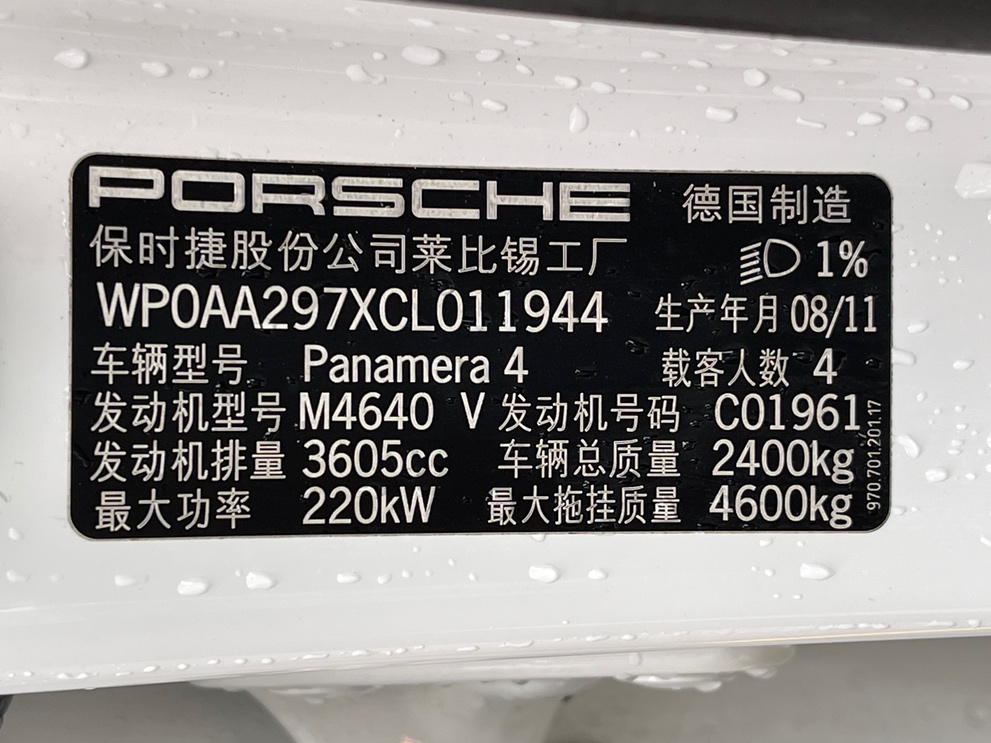 PORSCHE 德国制造
保时捷股份公司莱比锡工厂 1%
WP0AA297XCL011944 生产年月 08/11
车辆型号 Panamera 4 载客人数 4
发动机型号 M4640 V 发动机号码 C01961
发动机排量 3605cc 车辆总质量 2400kg
最大功率 220kW 最大拖挂质量 4600kg
970.701.201.17